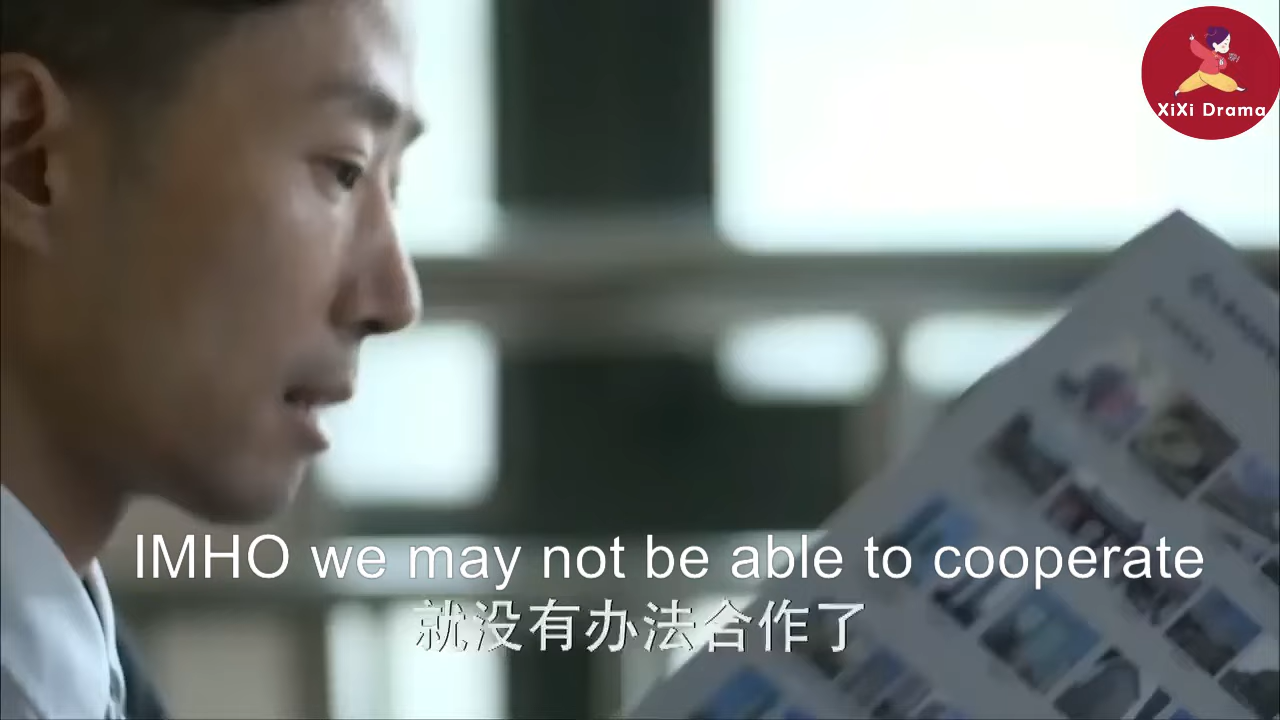 XiXi Drama
IMHO we may not be able to cooperate
就没有办法合作了